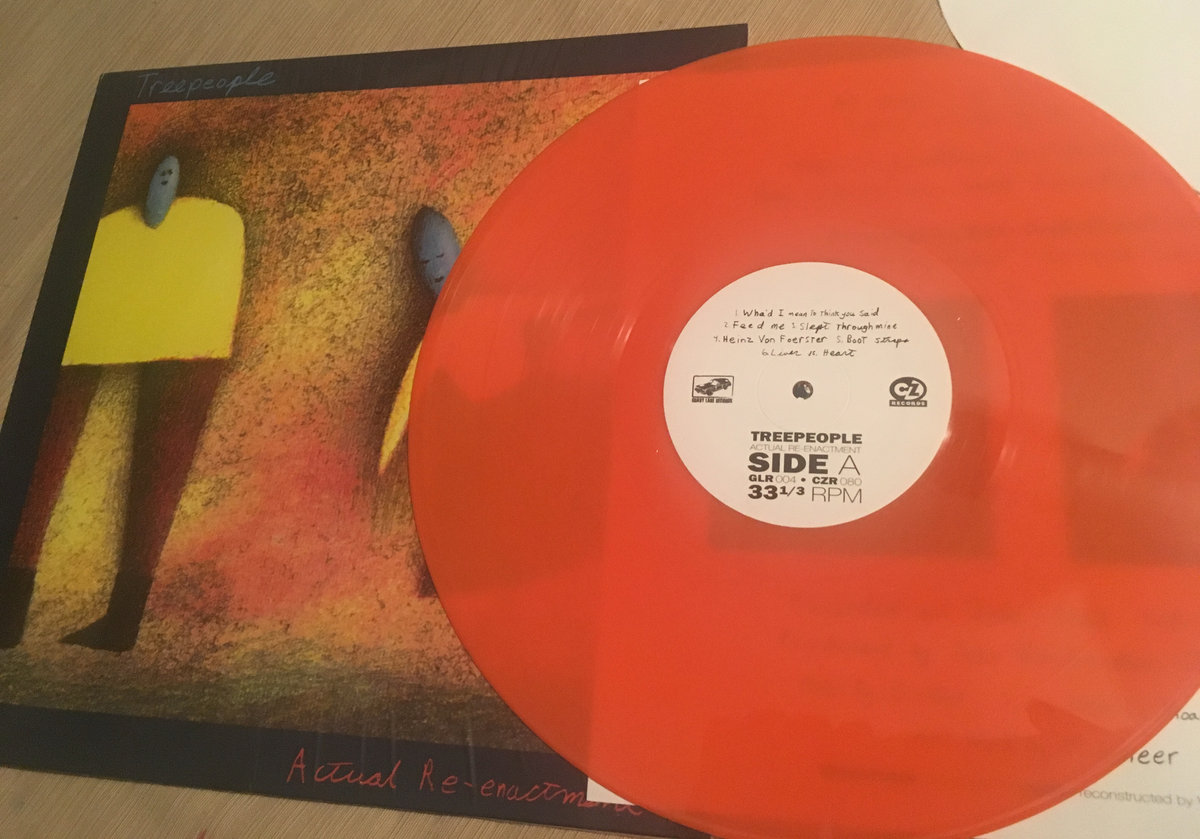 Treepeople
Actual Re-enactment
1. Wha'd I mean to think you said
2. Feed me 3. Slept through mine
4. Heinz Von Foerster 5. Boot straps
6. Liver vs. Heart
CZ
RECORDS
TREEPEOPLE
ACTUAL RE-ENACTMENT
SIDE A
GLR 004 • CZR 080
33 1/3 RPM
reconstructed by